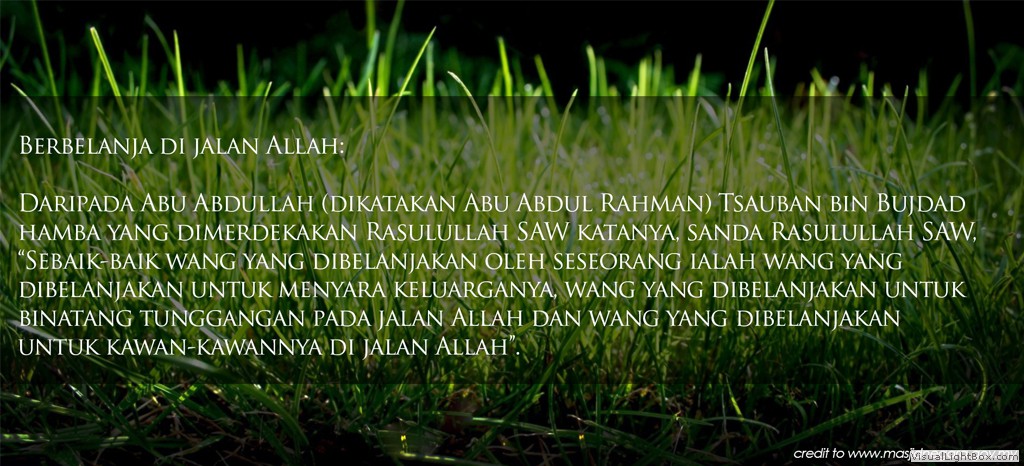 Berbelanja di jalan Allah:
Daripada Abu Abdullah (dikatakan Abu Abdul Rahman) Tsauban bin Bujdad
hamba yang dimerdekakan Rasulullah SAW katanya, sanda Rasulullah SAW,
“Sebaik-baik wang yang dibelanjakan oleh seseorang ialah wang yang
dibelanjakan untuk menyara keluarganya, wang yang dibelanjakan untuk
binatang tunggangan pada jalan Allah dan wang yang dibelanjakan
untuk kawan-kawannya di jalan Allah”.
credit to
VisualLightBox.com